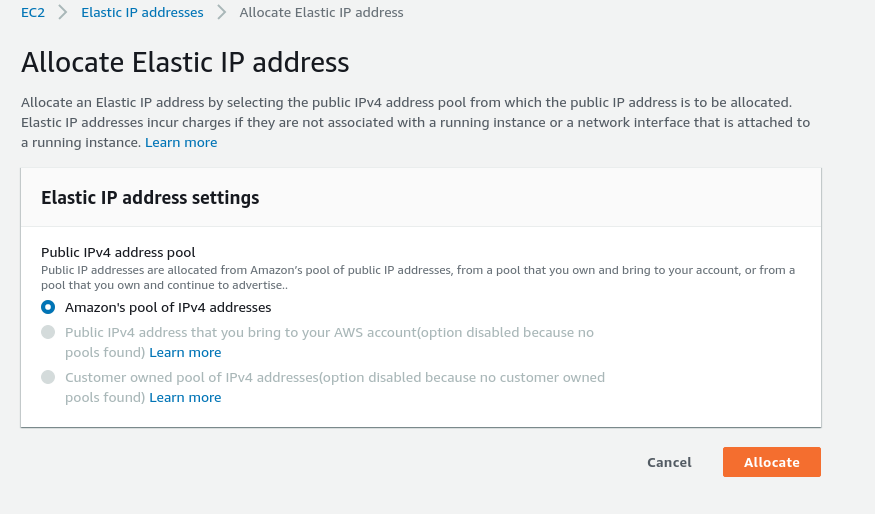 EC2 Elastic IP addresses Allocate Elastic IP address
Allocate Elastic IP address
Allocate an Elastic IP address by selecting the public IPv4 address pool from which the public IP address is to be allocated.
Elastic IP addresses incur charges if they are not associated with a running instance or a network interface that is attached to
a running instance. Learn more
Elastic IP address settings
Public IPv4 address pool
Public IP addresses are allocated from Amazon's pool of public IP addresses, from a pool that you own and bring to your account, or from a
pool that you own and continue to advertise..
Amazon's pool of IPv4 addresses
Public IPv4 address that you bring to your AWS account(option disabled because no
pools found) Learn more
Customer owned pool of IPv4 addresses(option disabled because no customer owned
pools found) Learn more
Cancel Allocate